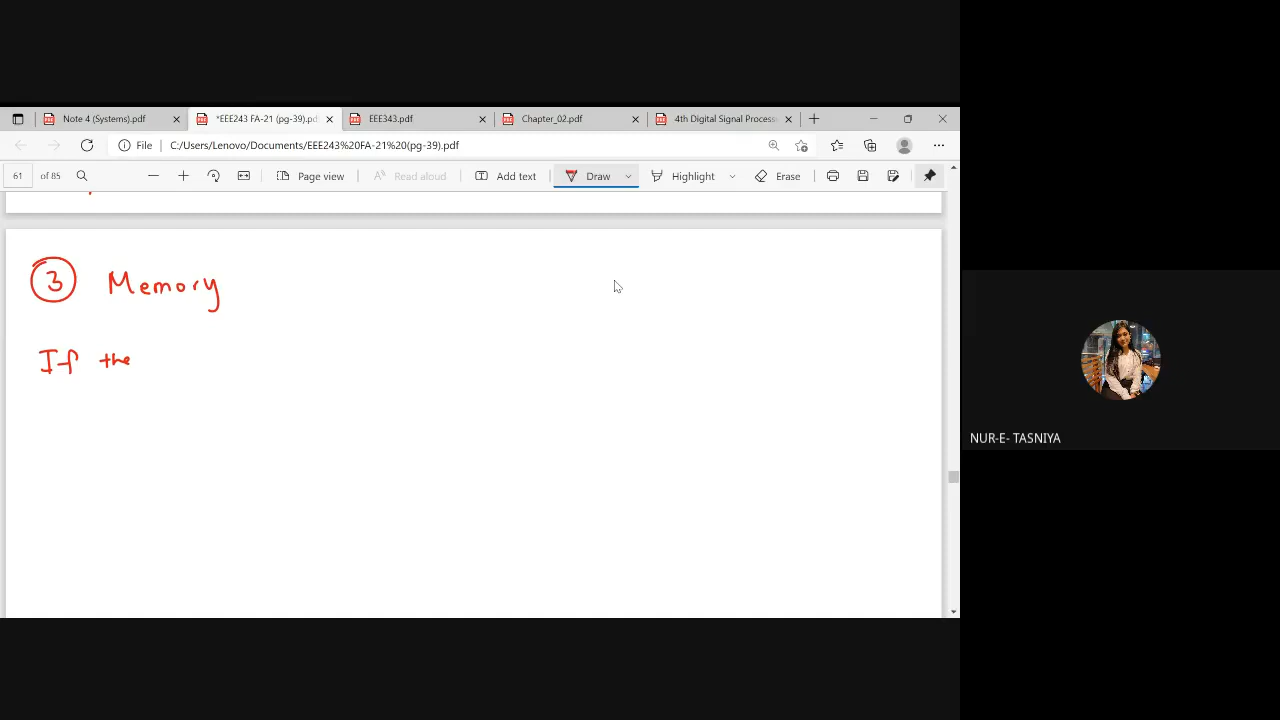 Note 4 (Systems).pdf
*EEE243 FA-21 (pg-39).pd
EEE343.pdf
Chapter_02.pdf
4th Digital Signal Process
File C:/Users/Lenovo/Documents/EEE243%20FA-21%20(pg-39).pdf
61 of 85 Page view Read aloud Add text Draw Highlight Erase
3 Memory
If the
NUR-E- TASNIYA